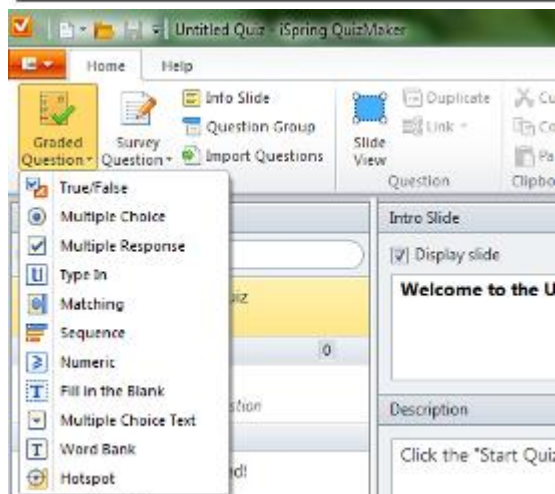 Untitled Quiz - iSpring QuizMaker
Home Help
Graded Question
Survey Question
Info Slide
Question Group
Import Questions
Slide View
Duplicate
Link
Question
True/False
Multiple Choice
Multiple Response
Type In
Matching
Sequence
Numeric
Fill in the Blank
Multiple Choice Text
Word Bank
Hotspot
0
Intro Slide
Display slide
Welcome to the U
Description
Click the "Start Quiz